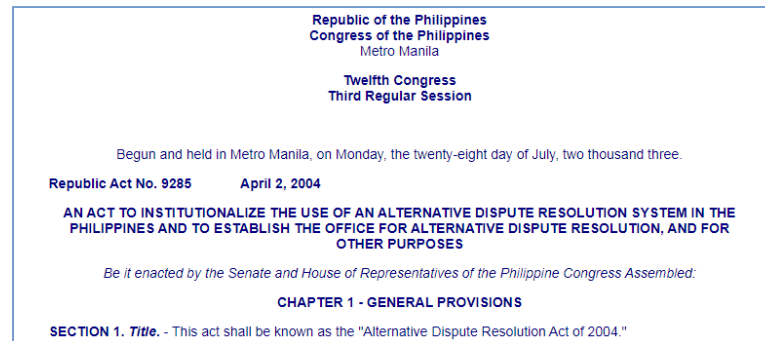 Republic of the Philippines
Congress of the Philippines
Metro Manila
Twelfth Congress
Third Regular Session
Begun and held in Metro Manila, on Monday, the twenty-eight day of July, two thousand three.
Republic Act No. 9285 April 2, 2004
AN ACT TO INSTITUTIONALIZE THE USE OF AN ALTERNATIVE DISPUTE RESOLUTION SYSTEM IN THE
PHILIPPINES AND TO ESTABLISH THE OFFICE FOR ALTERNATIVE DISPUTE RESOLUTION, AND FOR
OTHER PURPOSES
Be it enacted by the Senate and House of Representatives of the Philippine Congress Assembled:
CHAPTER 1 - GENERAL PROVISIONS
SECTION 1. Title. - This act shall be known as the "Alternative Dispute Resolution Act of 2004."